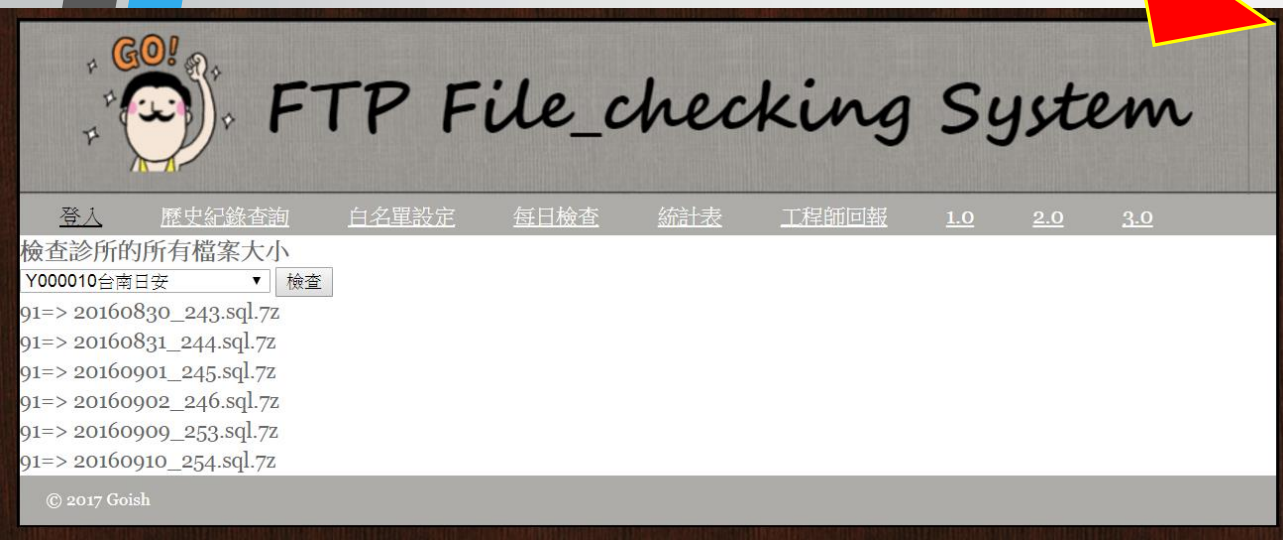 GO!
FTP File_checking System
登入 歷史紀錄查詢 白名單設定 每日檢查 統計表 工程師回報 1.0 2.0 3.0
檢查診所的所有檔案大小
Y000010台南日安 檢查
91=> 20160830_243.sql.7z
91=> 20160831_244.sql.7z
91=> 20160901_245.sql.7z
91=> 20160902_246.sql.7z
91=> 20160909_253.sql.7z
91=> 20160910_254.sql.7z
© 2017 Goish